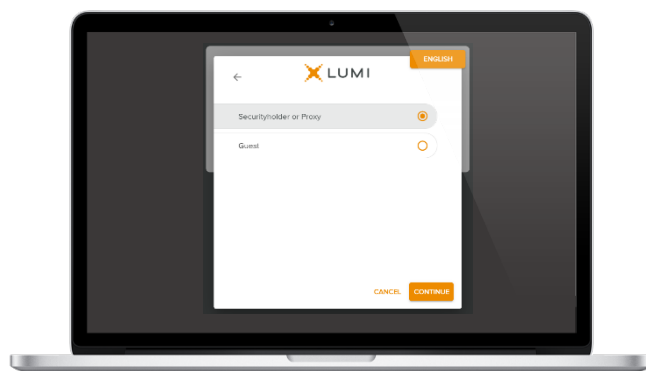 ENGLISH
LUMI
Securityholder or Proxy
Guest
CANCEL
CONTINUE